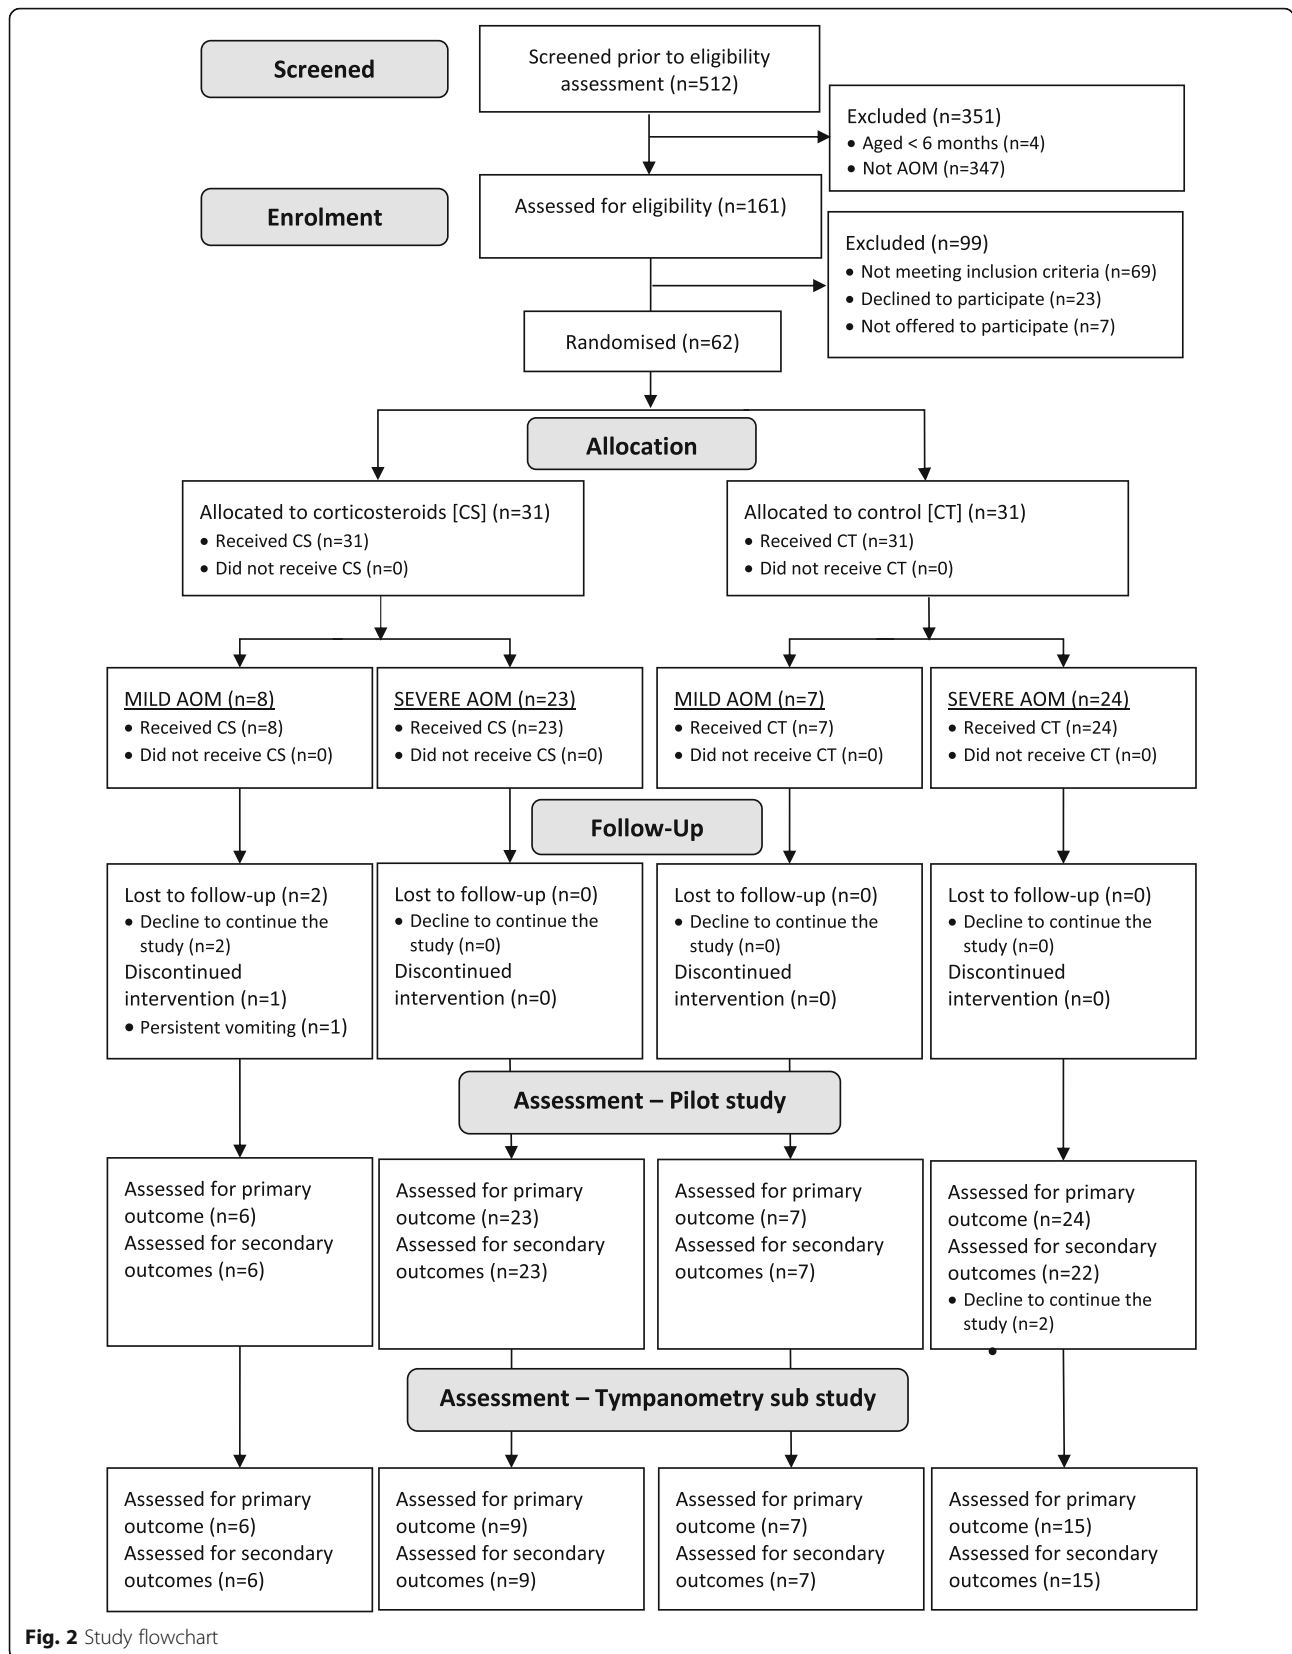 Screened
Screened prior to eligibility
assessment (n=512)
Excluded (n=351)
• Aged < 6 months (n=4)
• Not AOM (n=347)
Enrolment
Assessed for eligibility (n=161)
Excluded (n=99)
• Not meeting inclusion criteria (n=69)
• Declined to participate (n=23)
• Not offered to participate (n=7)
Randomised (n=62)
Allocation
Allocated to corticosteroids [CS] (n=31)
• Received CS (n=31)
• Did not receive CS (n=0)
Allocated to control [CT] (n=31)
• Received CT (n=31)
• Did not receive CT (n=0)
MILD AOM (n=8)
• Received CS (n=8)
• Did not receive CS (n=0)
SEVERE AOM (n=23)
• Received CS (n=23)
• Did not receive CS (n=0)
MILD AOM (n=7)
• Received CT (n=7)
• Did not receive CT (n=0)
SEVERE AOM (n=24)
• Received CT (n=24)
• Did not receive CT (n=0)
Follow-Up
Lost to follow-up (n=2)
• Decline to continue the
study (n=2)
Discontinued
intervention (n=1)
• Persistent vomiting (n=1)
Lost to follow-up (n=0)
• Decline to continue the
study (n=0)
Discontinued
intervention (n=0)
Lost to follow-up (n=0)
• Decline to continue the
study (n=0)
Discontinued
intervention (n=0)
Lost to follow-up (n=0)
• Decline to continue the
study (n=0)
Discontinued
intervention (n=0)
Assessment – Pilot study
Assessed for primary
outcome (n=6)
Assessed for secondary
outcomes (n=6)
Assessed for primary
outcome (n=23)
Assessed for secondary
outcomes (n=23)
Assessed for primary
outcome (n=7)
Assessed for secondary
outcomes (n=7)
Assessed for primary
outcome (n=24)
Assessed for secondary
outcomes (n=22)
• Decline to continue the
study (n=2)
•
Assessment – Tympanometry sub study
Assessed for primary
outcome (n=6)
Assessed for secondary
outcomes (n=6)
Assessed for primary
outcome (n=9)
Assessed for secondary
outcomes (n=9)
Assessed for primary
outcome (n=7)
Assessed for secondary
outcomes (n=7)
Assessed for primary
outcome (n=15)
Assessed for secondary
outcomes (n=15)
Fig. 2 Study flowchart